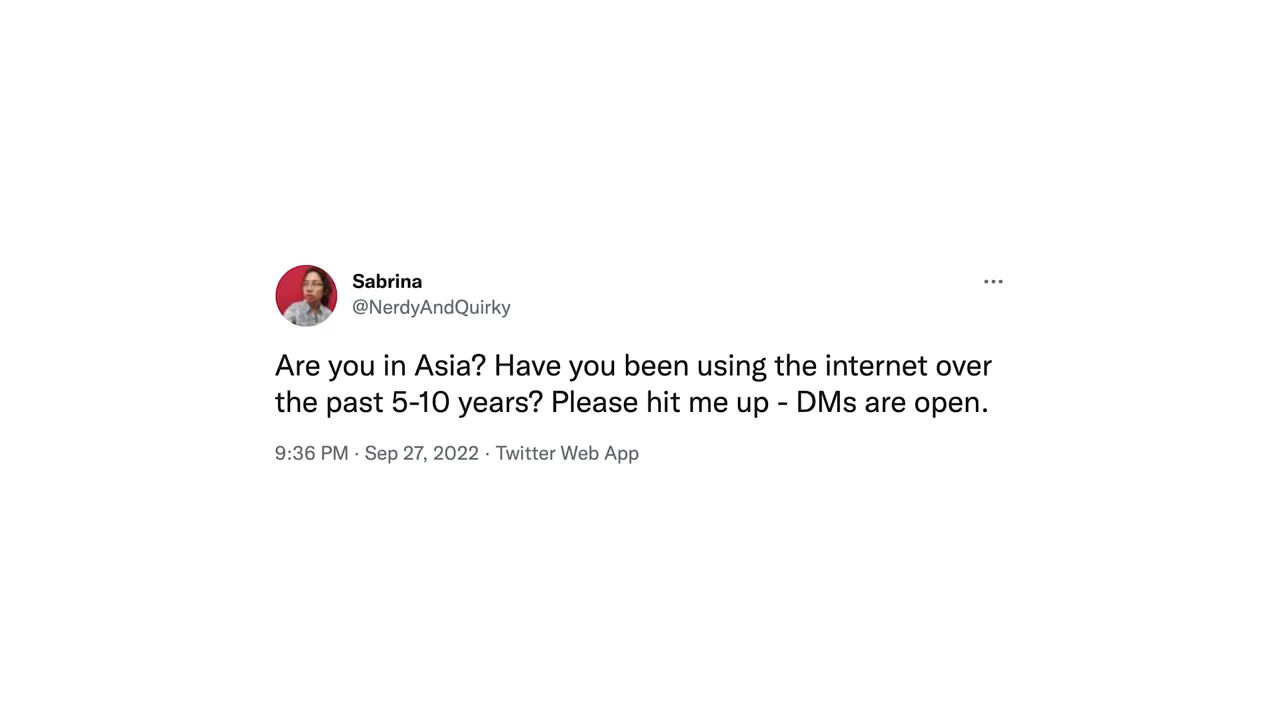 Sabrina
@NerdyAndQuirky
Are you in Asia? Have you been using the internet over
the past 5-10 years? Please hit me up - DMs are open.
9:36 PM · Sep 27, 2022 · Twitter Web App